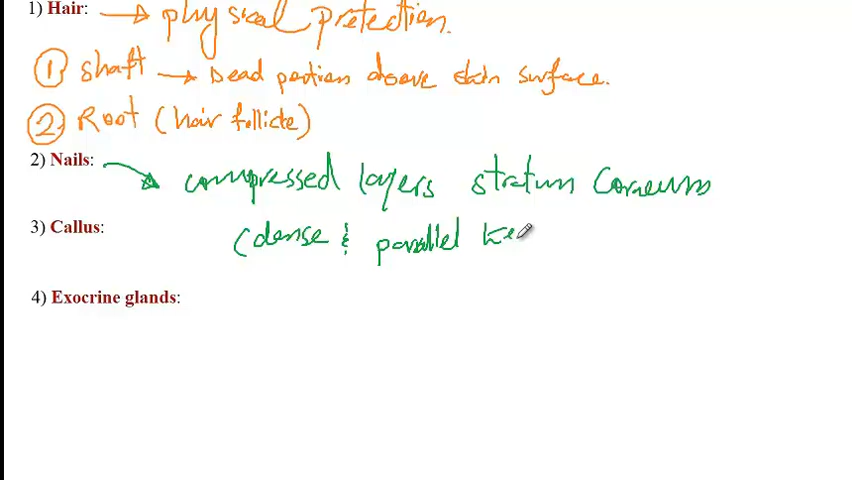 1) Hair: → physical protection.
① Shaft → Dead portion above skin surface.
② Root (hair follicle)
2) Nails: → compressed layers stratum corneum
(dense & parallel ke
3) Callus:
4) Exocrine glands: